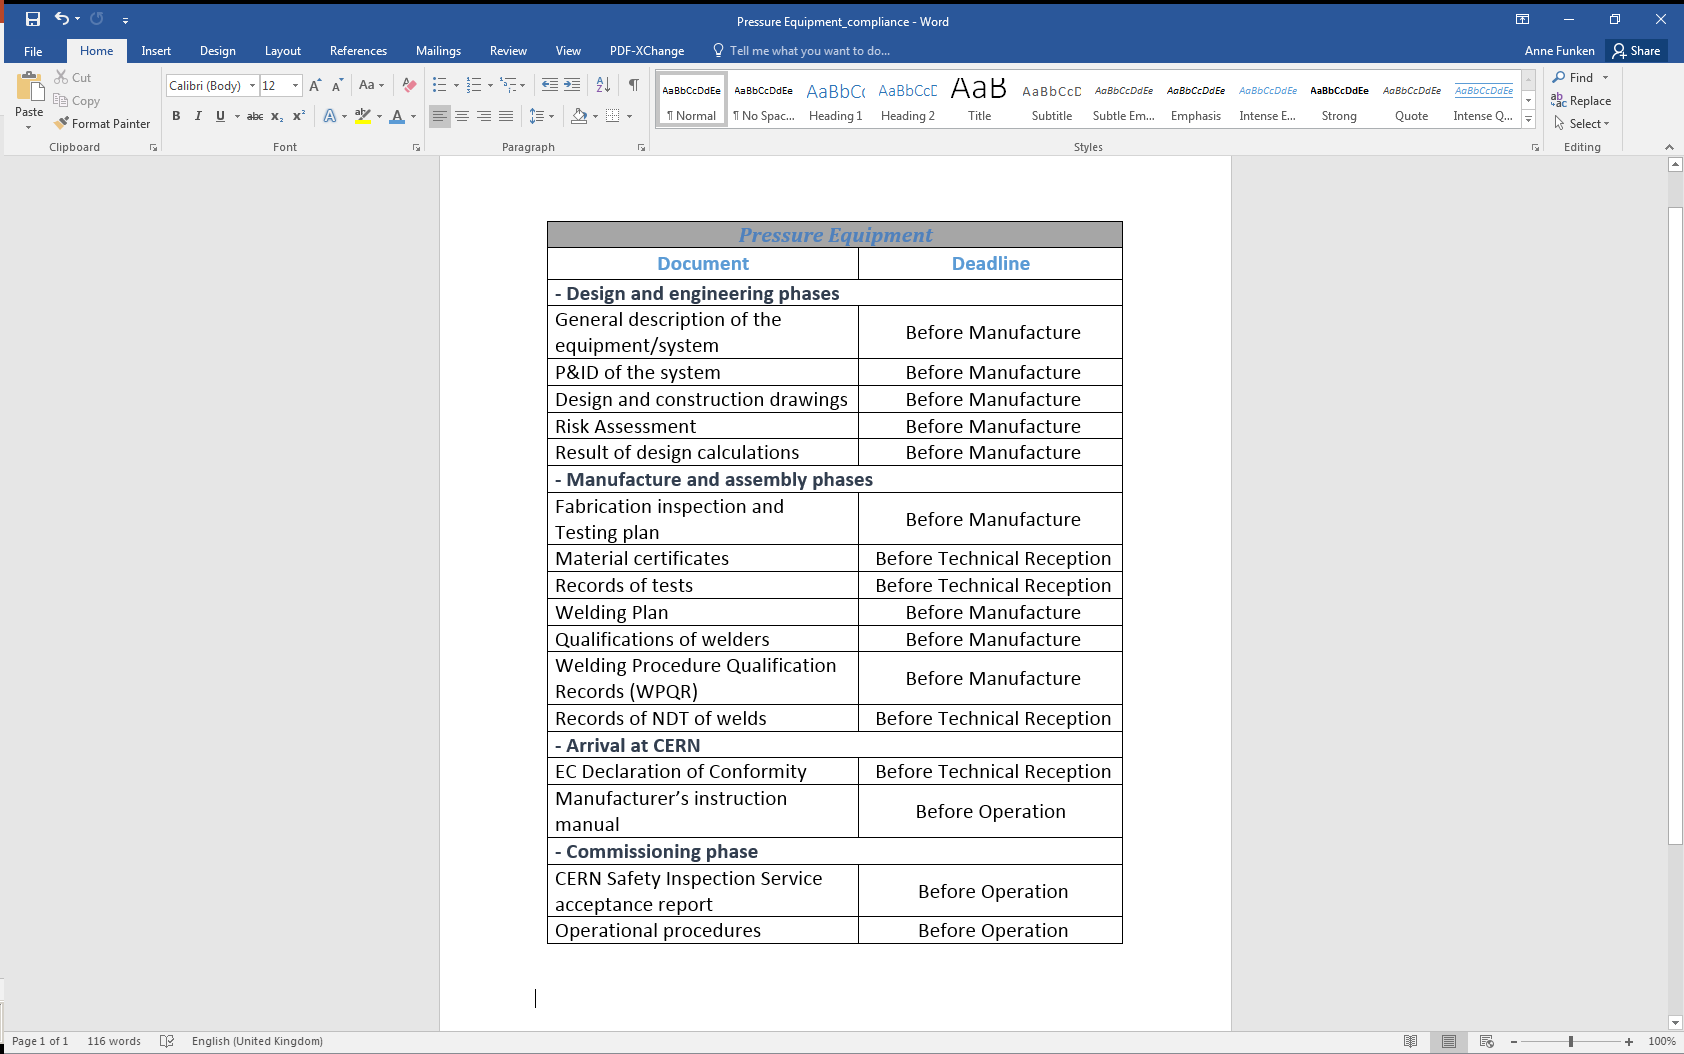 Pressure Equipment_compliance - Word
File Home Insert Design Layout References Mailings Review View PDF-XChange Tell me what you want to do... Anne Funken Share
Paste
Cut
Copy
Format Painter
Clipboard
Calibri (Body) 12
B I U abc x₂ x²
Font
Paragraph
AaBbCcDdEe AaBbCcDdEe AaBbCc AaBbCcD AaB AaBbCcD AaBbCcDdEe AaBbCcDdEe AaBbCcDdEe AaBbCcDdEe AaBbCcDdEe AaBbCcDdEe
¶ Normal ¶ No Spac... Heading 1 Heading 2 Title Subtitle Subtle Em... Emphasis Intense E... Strong Quote Intense Q...
Styles
Find
Replace
Select
Editing
Pressure Equipment
Document Deadline
- Design and engineering phases
General description of the
equipment/system
Before Manufacture
P&ID of the system Before Manufacture
Design and construction drawings Before Manufacture
Risk Assessment Before Manufacture
Result of design calculations Before Manufacture
- Manufacture and assembly phases
Fabrication inspection and
Testing plan
Before Manufacture
Material certificates Before Technical Reception
Records of tests Before Technical Reception
Welding Plan Before Manufacture
Qualifications of welders Before Manufacture
Welding Procedure Qualification
Records (WPQR)
Before Manufacture
Records of NDT of welds Before Technical Reception
- Arrival at CERN
EC Declaration of Conformity Before Technical Reception
Manufacturer’s instruction
manual
Before Operation
- Commissioning phase
CERN Safety Inspection Service
acceptance report
Before Operation
Operational procedures Before Operation
Page 1 of 1 116 words English (United Kingdom) 100%